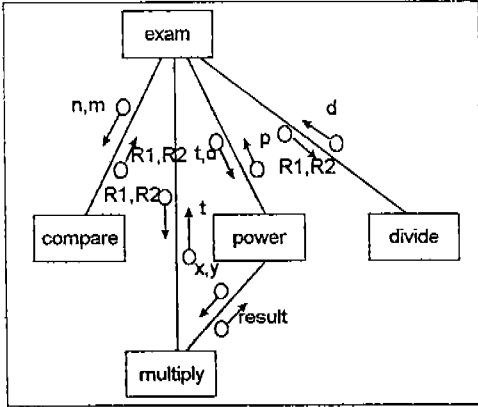 exam
n,m
d
R1,R2
t,d
p
R1,R2
R1,R2
t
compare
power
divide
x,y
result
multiply